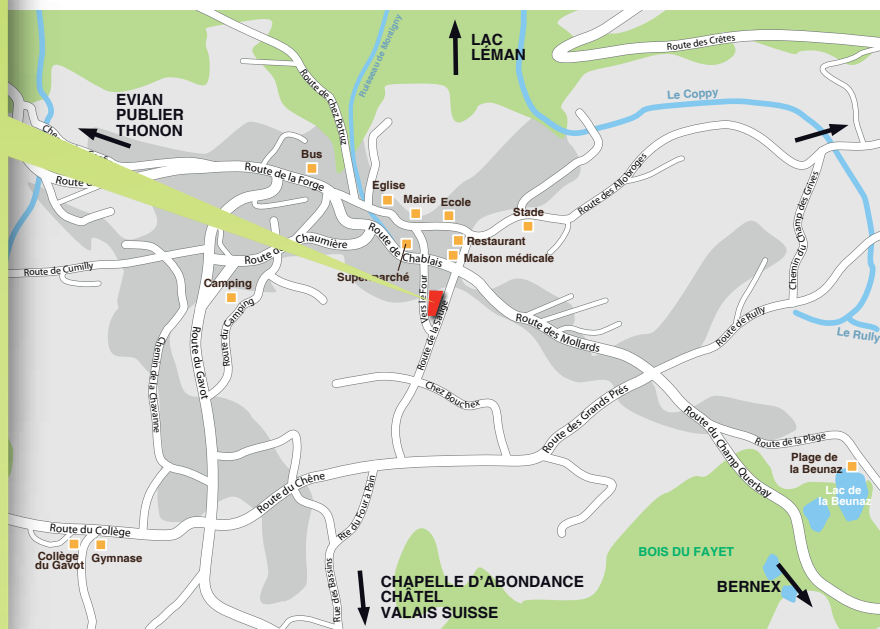 LAC
LÉMAN
Route des Crêtes
Ruisseau de Montigny
Route de chez Potruz
Le Coppy
EVIAN
PUBLIER
THONON
Bus
Route de la Forge
Eglise
Mairie
Ecole
Stade
Route des Allobroges
Chemin du Champ des Grives
Restaurant
Maison médicale
Chaumière
Route de Chablais
Supermarché
Route de Cumilly
Camping
Route du Camping
Vers le Four
Route de la Sauge
Route des Mollards
Route de Rully
Le Rully
Chemin de la Chavanne
Route du Gavot
Chez Bouchex
Route des Grands Prés
Route du Champ Querbay
Route de la Plage
Plage de
la Beunaz
Lac de
la Beunaz
Route du Chêne
Rte du Four à Pain
Route du Collège
Collège
du Gavot
Gymnase
Rue des Bessins
BOIS DU FAYET
CHAPELLE D'ABONDANCE
CHÂTEL
VALAIS SUISSE
BERNEX